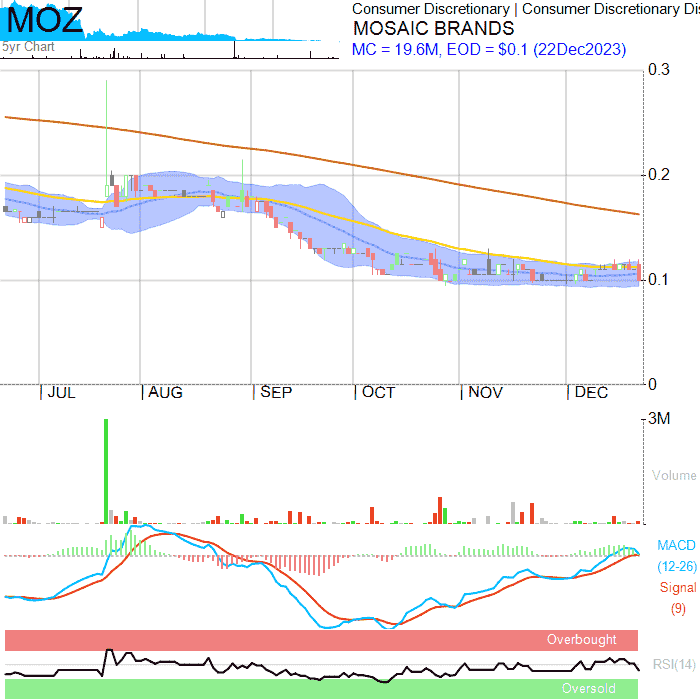 MOZ
5yr Chart
Consumer Discretionary | Consumer Discretionary Dis
MOSAIC BRANDS
MC = 19.6M, EOD = $0.1 (22Dec2023)
0.3
0.2
0.1
0
JUL AUG SEP OCT NOV DEC
3M
Volume
MACD
(12-26)
Signal
(9)
Overbought
RSI(14)
Oversold